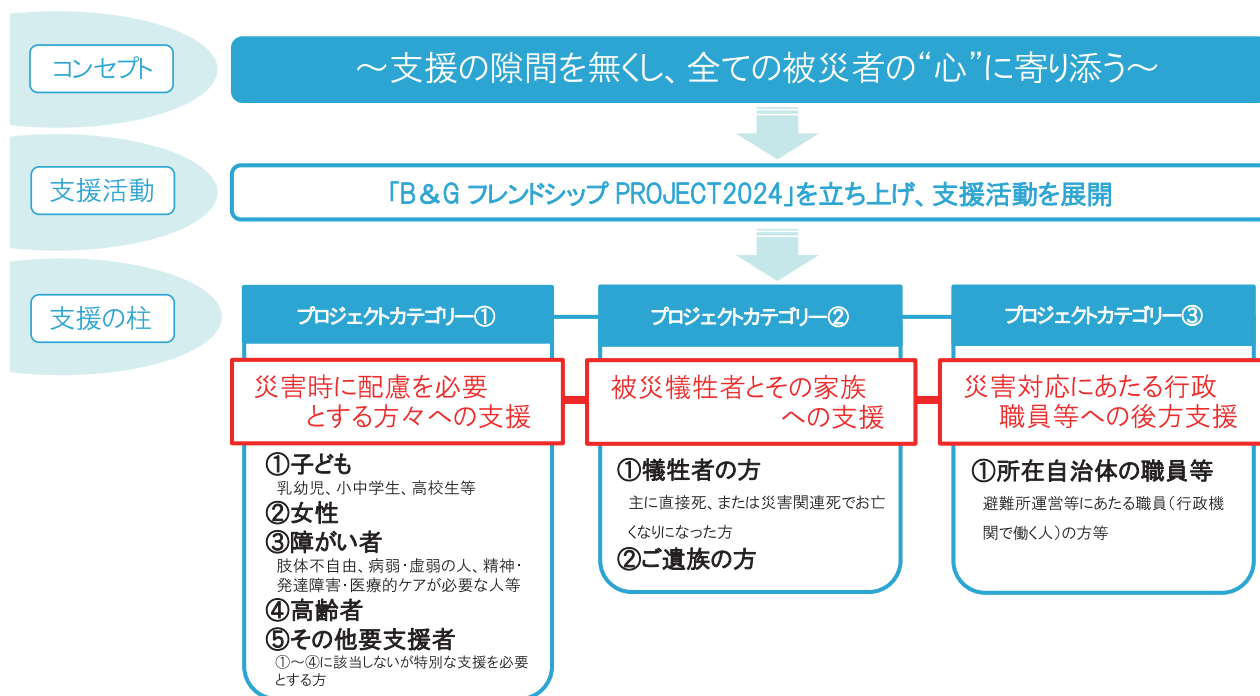 コンセプト
～支援の隙間を無くし、全ての被災者の“心”に寄り添う～
支援活動
「B＆G フレンドシップ PROJECT2024」を立ち上げ、支援活動を展開
支援の柱
プロジェクトカテゴリー①
災害時に配慮を必要
とする方々への支援
①子ども
乳幼児、小中学生、高校生等
②女性
③障がい者
肢体不自由、病弱・虚弱の人、精神・
発達障害・医療的ケアが必要な人等
④高齢者
⑤その他要支援者
①～④に該当しないが特別な支援を必要
とする方
プロジェクトカテゴリー②
被災犠牲者とその家族
への支援
①犠牲者の方
主に直接死、または災害関連死でお亡
くなりになった方
②ご遺族の方
プロジェクトカテゴリー③
災害対応にあたる行政
職員等への後方支援
①所在自治体の職員等
避難所運営等にあたる職員（行政機
関で働く人）の方等